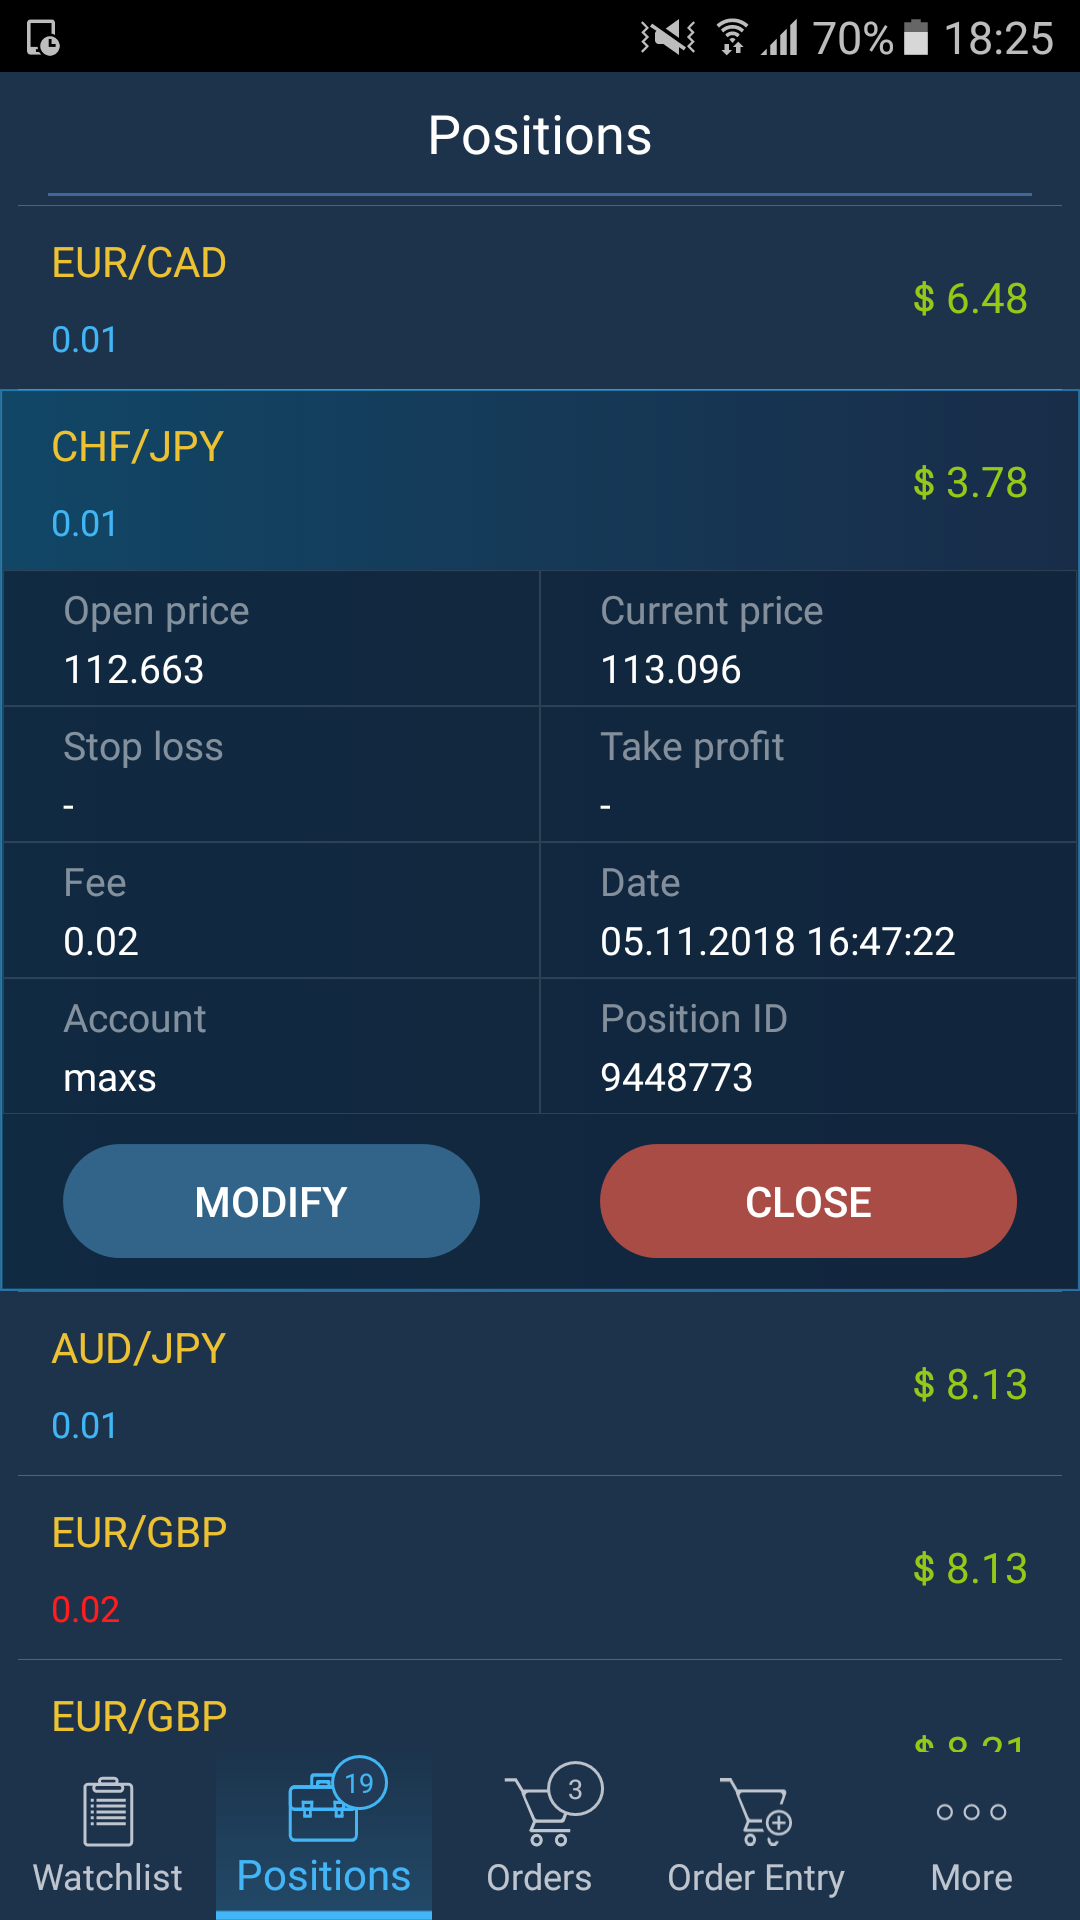 70% 18:25
Positions
EUR/CAD
$ 6.48
0.01
CHF/JPY
$ 3.78
0.01
Open price Current price
112.663 113.096
Stop loss Take profit
- -
Fee Date
0.02 05.11.2018 16:47:22
Account Position ID
maxs 9448773
MODIFY CLOSE
AUD/JPY
$ 8.13
0.01
EUR/GBP
$ 8.13
0.02
EUR/GBP
$ 8.21
19 3
Watchlist Positions Orders Order Entry More